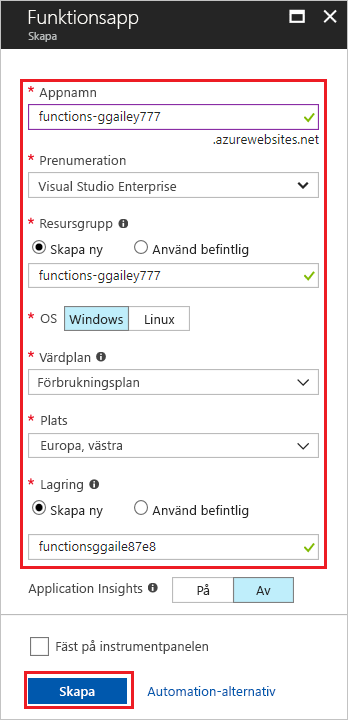 Funktionsapp
Skapa
* Appnamn
functions-ggailey777
.azurewebsites.net
* Prenumeration
Visual Studio Enterprise
* Resursgrupp
Skapa ny Använd befintlig
functions-ggailey777
* OS Windows Linux
* Värdplan
Förbrukningsplan
* Plats
Europa, västra
* Lagring
Skapa ny Använd befintlig
functionsggaile87e8
Application Insights På Av
Fäst på instrumentpanelen
Skapa Automation-alternativ